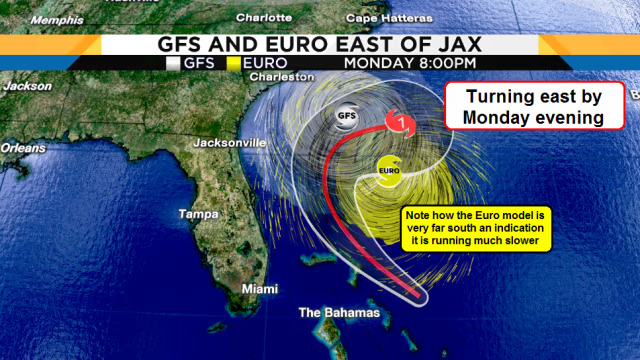 Nashville
Memphis
Charlotte
Cape Hatteras
GFS AND EURO EAST OF JAX
GFS EURO MONDAY 8:00PM
Jackson
Charleston
Turning east by
Monday evening
GFS
1
Orleans
Jacksonville
EURO
Tampa
Note how the Euro model is
very far south an indication
it is running much slower
Miami
The Bahamas